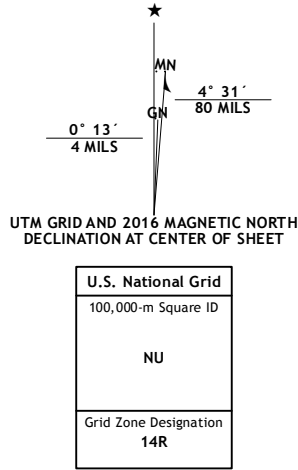 ★
MN
4° 31´
80 MILS
GN
0° 13´
4 MILS
UTM GRID AND 2016 MAGNETIC NORTH
DECLINATION AT CENTER OF SHEET
U.S. National Grid
100,000-m Square ID
NU
Grid Zone Designation
14R